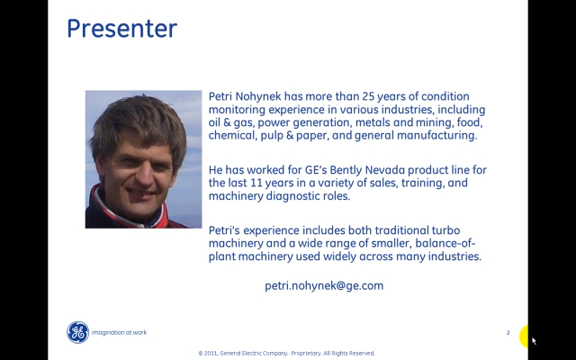 Presenter
Petri Nohynek has more than 25 years of condition
monitoring experience in various industries, including
oil & gas, power generation, metals and mining, food,
chemical, pulp & paper, and general manufacturing.
He has worked for GE's Bently Nevada product line for
the last 11 years in a variety of sales, training, and
machinery diagnostic roles.
Petri's experience includes both traditional turbo
machinery and a wide range of smaller, balance-of-
plant machinery used widely across many industries.
petri.nohynek@ge.com
GE imagination at work
2
© 2011, General Electric Company. Proprietary. All Rights Reserved.